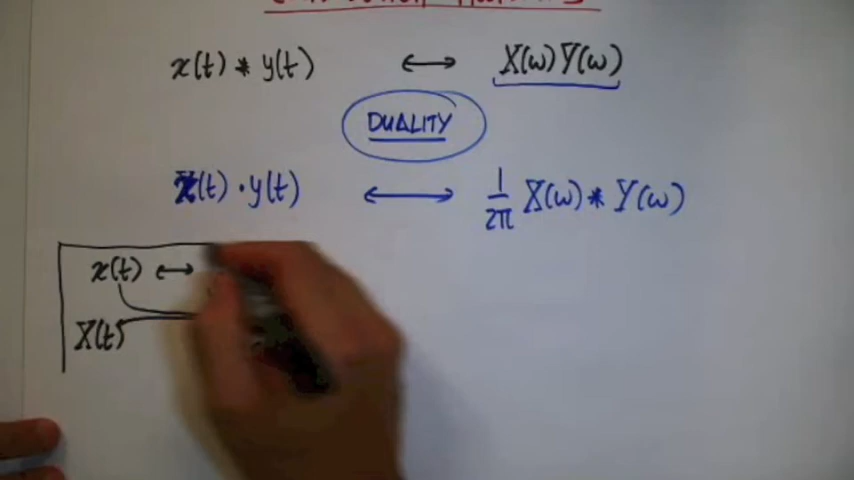 x(t) * y(t) ↔ X(ω)Y(ω)
DUALITY
x(t) · y(t) ↔ 1/2π X(ω) * Y(ω)
x(t) ↔
X(t)